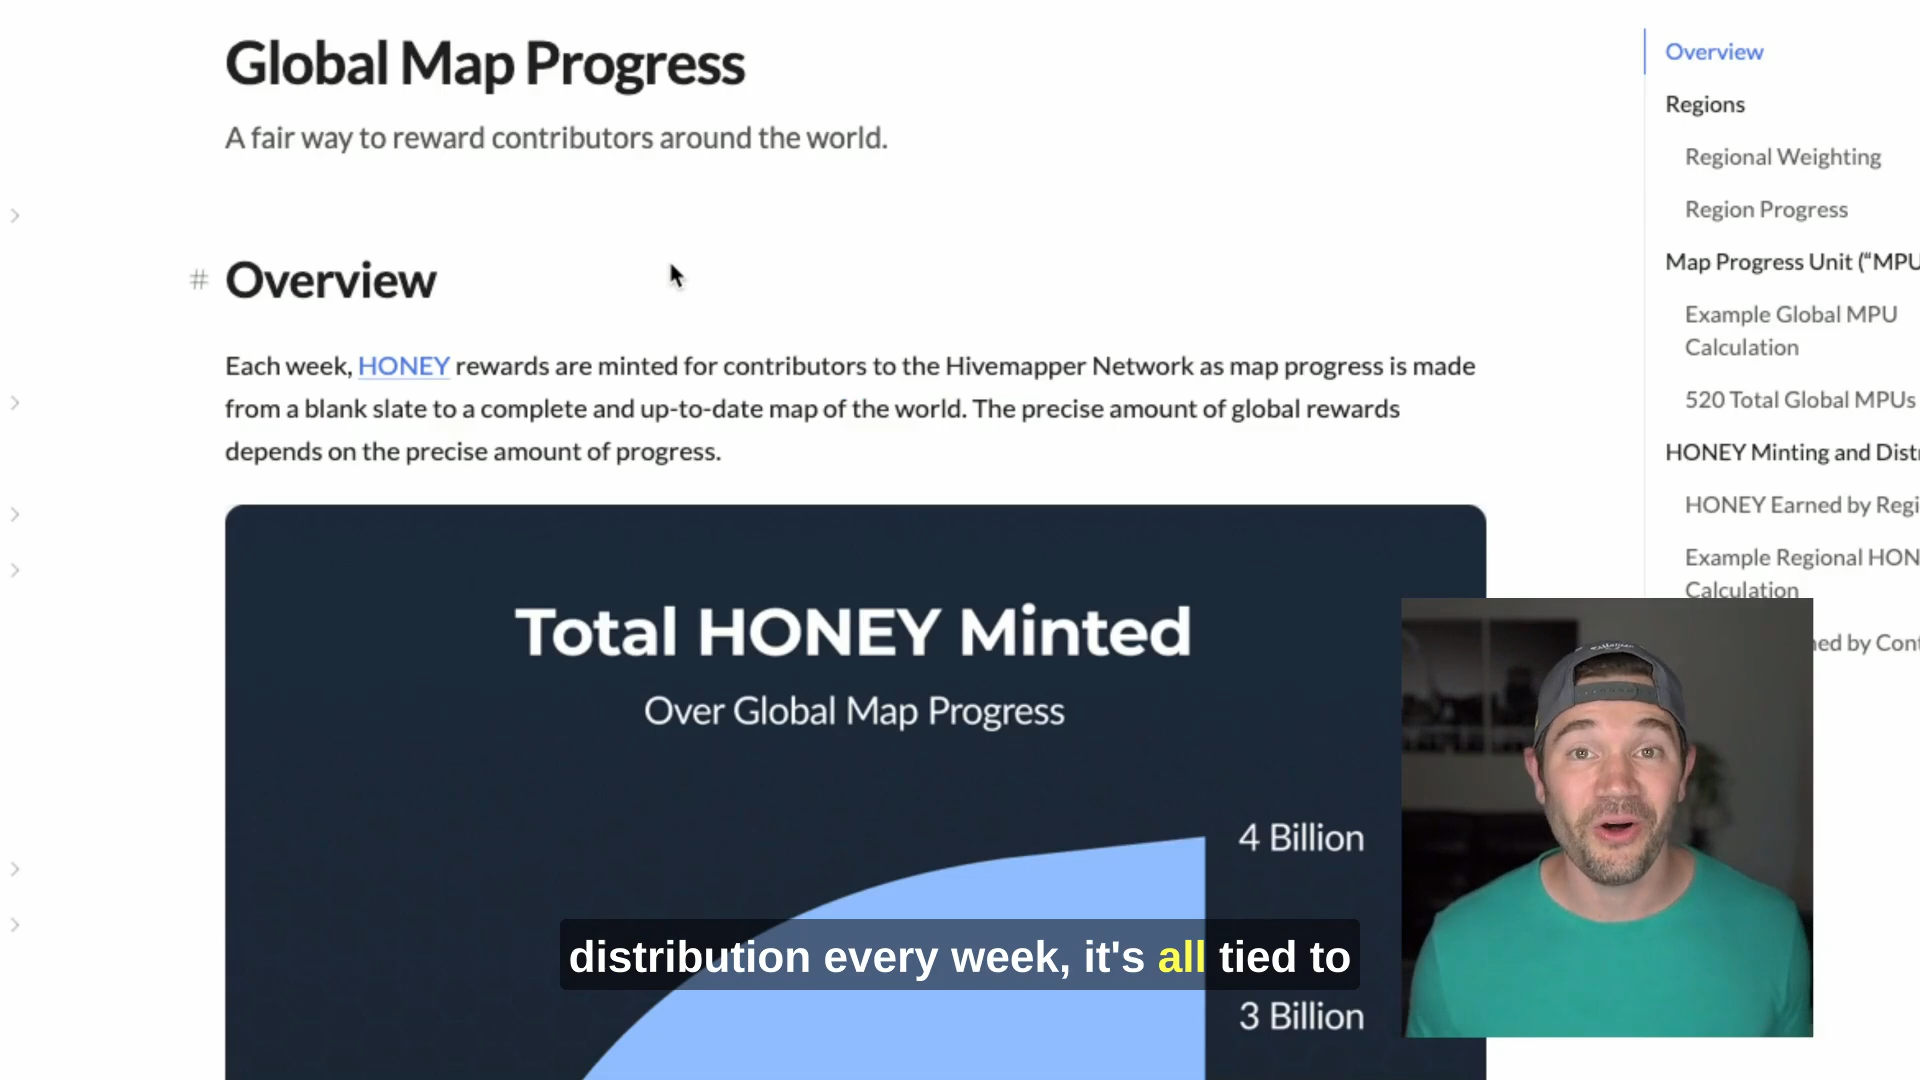 Global Map Progress
A fair way to reward contributors around the world.
# Overview
Each week, HONEY rewards are minted for contributors to the Hivemapper Network as map progress is made
from a blank slate to a complete and up-to-date map of the world. The precise amount of global rewards
depends on the precise amount of progress.
Total HONEY Minted
Over Global Map Progress
4 Billion
3 Billion
distribution every week, it's all tied to
Overview
Regions
Regional Weighting
Region Progress
Map Progress Unit (“MPU
Example Global MPU
Calculation
520 Total Global MPUs
HONEY Minting and Distr
HONEY Earned by Regi
Example Regional HON
Calculation
ned by Cont